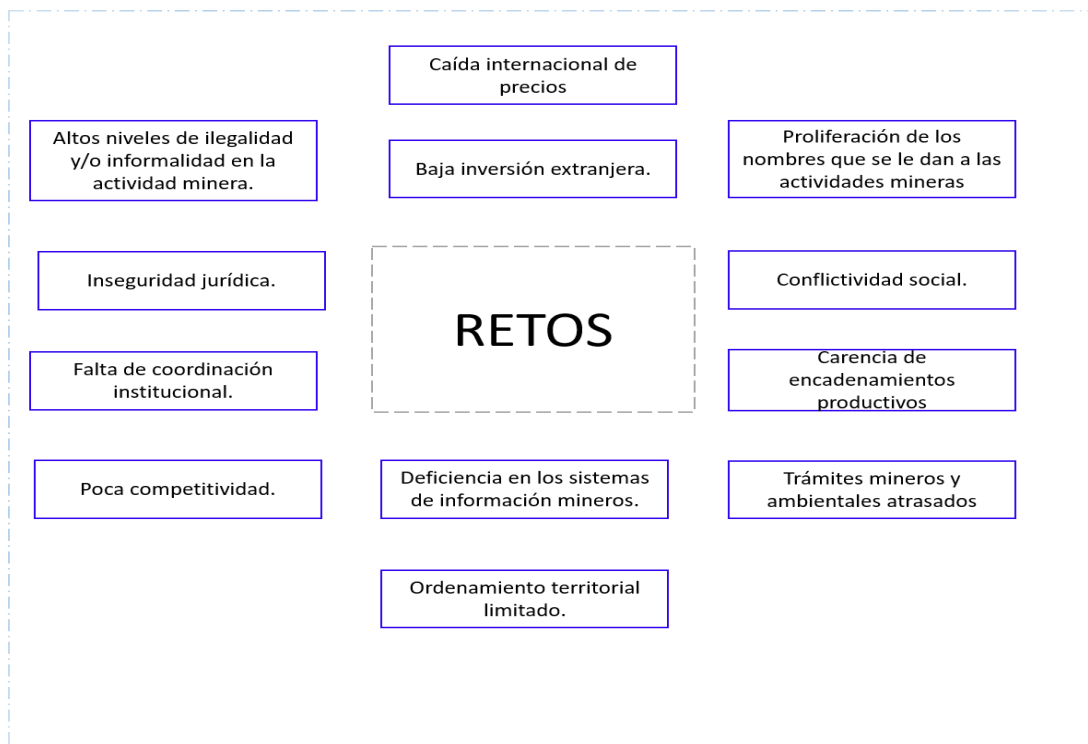 Caída internacional de
precios
Altos niveles de ilegalidad
y/o informalidad en la
actividad minera.
Baja inversión extranjera.
Proliferación de los
nombres que se le dan a las
actividades mineras
Inseguridad jurídica.
RETOS
Conflictividad social.
Falta de coordinación
institucional.
Carencia de
encadenamientos
productivos
Poca competitividad.
Deficiencia en los sistemas
de información mineros.
Trámites mineros y
ambientales atrasados
Ordenamiento territorial
limitado.